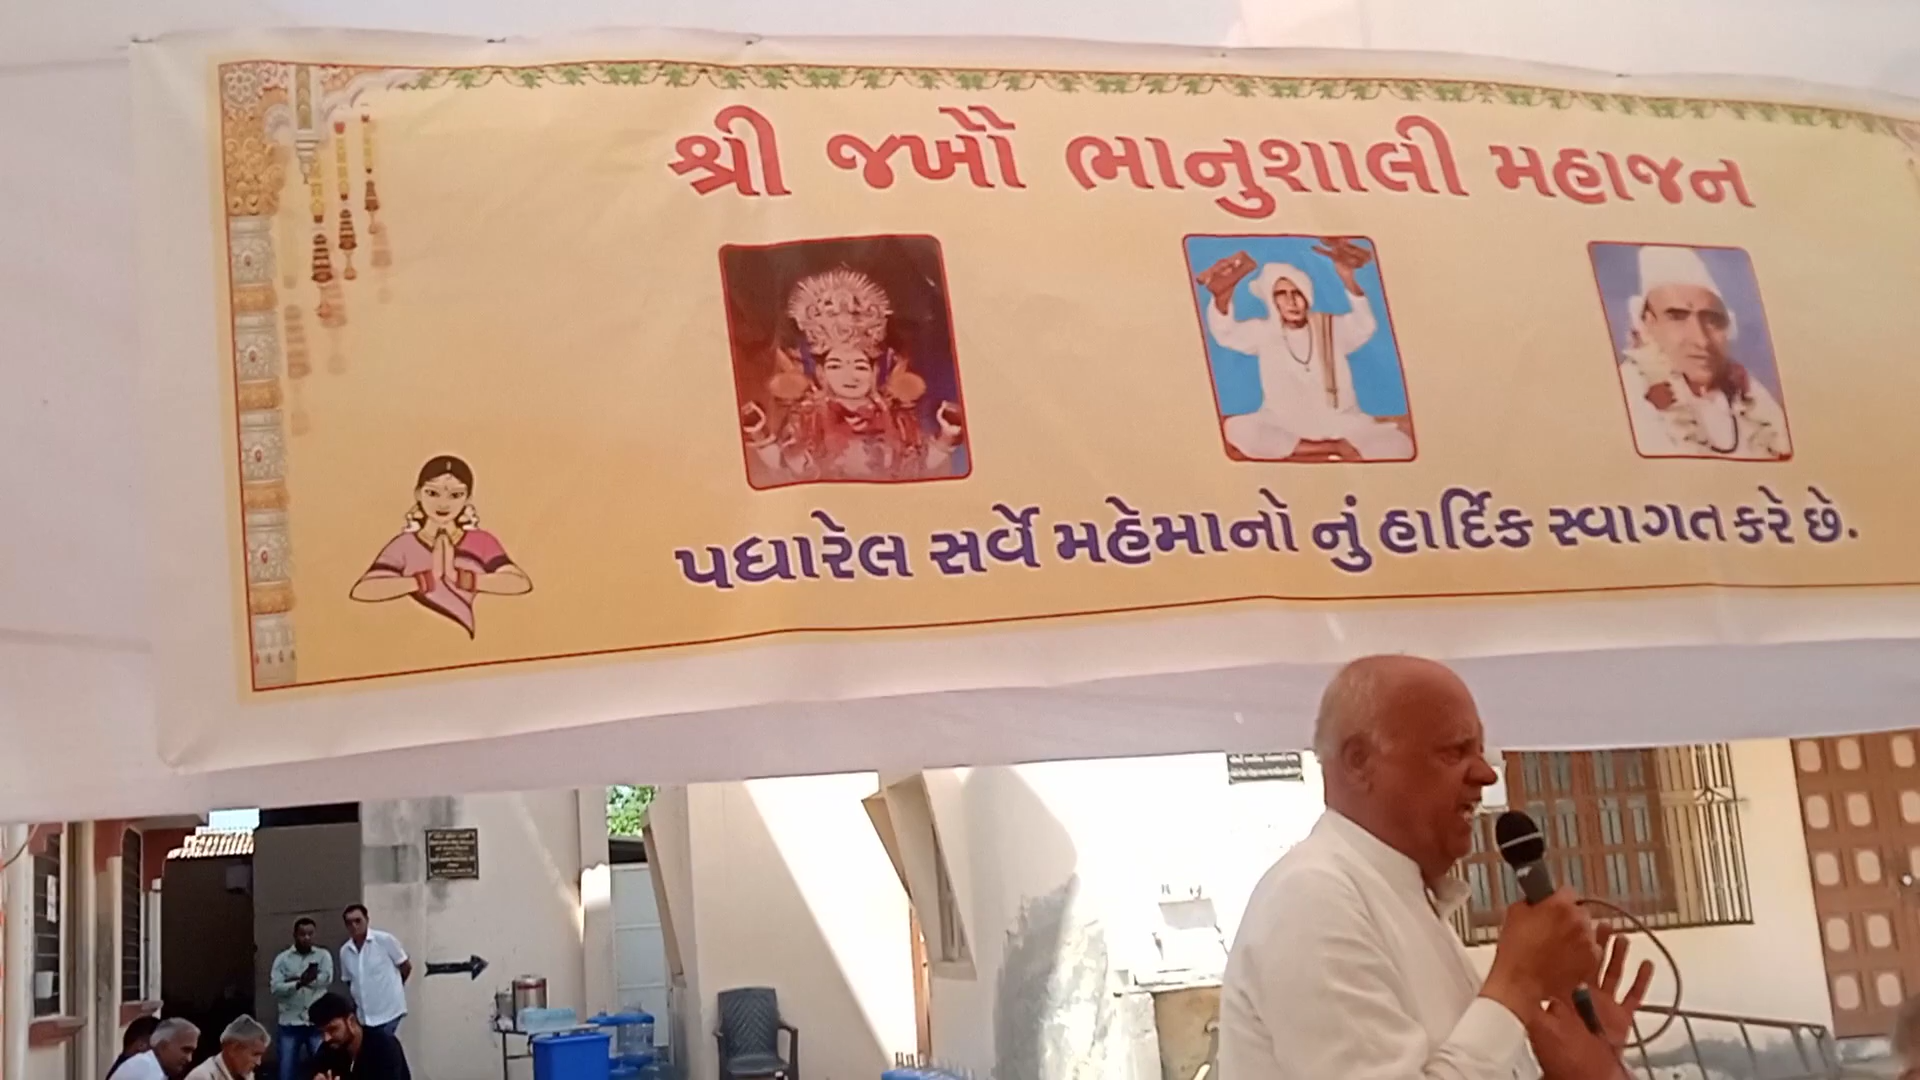 શ્રી જખૌ ભાનુશાલી મહાજન
પધારેલ સર્વે મહેમાનો નું હાર્દિક સ્વાગત કરે છે.